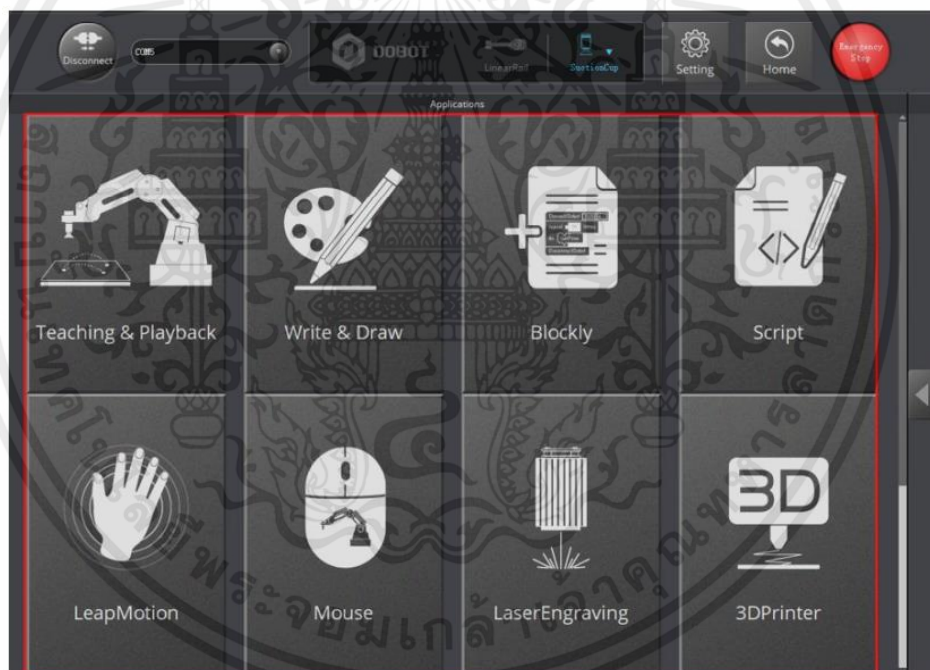 Disconnect
COM5
DOBOT
LinearRail
SuctionCup
Setting
Home
Emergency
Stop
Applications
Teaching & Playback
Write & Draw
Blockly
Script
LeapMotion
Mouse
3D
LaserEngraving
3DPrinter